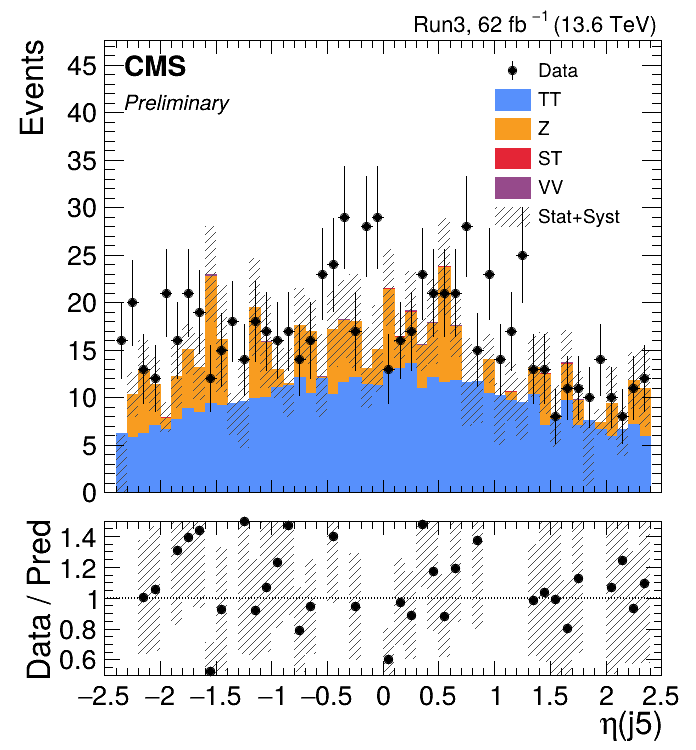 Run3, 62 fb⁻¹ (13.6 TeV)
CMS
Preliminary
Events
45
40
35
30
25
20
15
10
5
0
Data
TT
Z
ST
VV
Stat+Syst
Data / Pred
1.4
1.2
1
0.8
0.6
−2.5 −2 −1.5 −1 −0.5 0 0.5 1 1.5 2 2.5
η(j5)